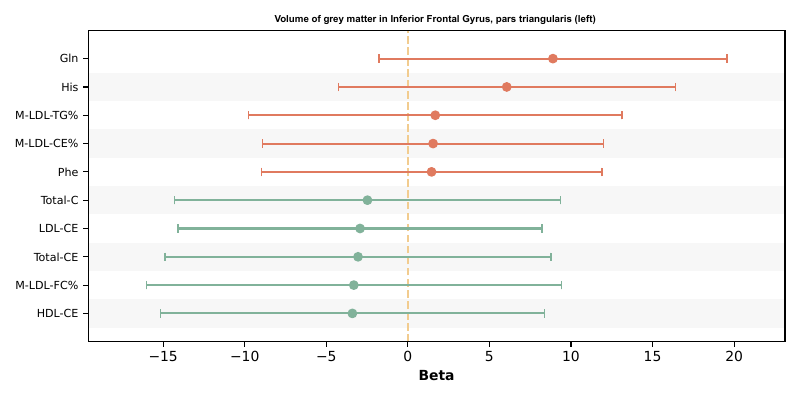 Volume of grey matter in Inferior Frontal Gyrus, pars triangularis (left)
Gln
His
M-LDL-TG%
M-LDL-CE%
Phe
Total-C
LDL-CE
Total-CE
M-LDL-FC%
HDL-CE
−15 −10 −5 0 5 10 15 20
Beta